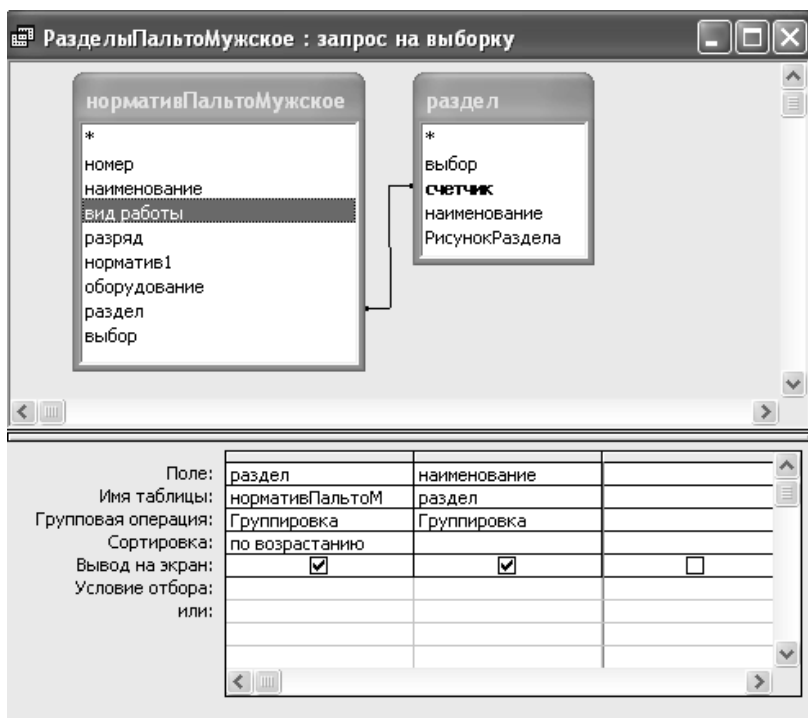 РазделыПальтоМужское : запрос на выборку
нормативПальтоМужское
*
номер
наименование
вид работы
разряд
норматив1
оборудование
раздел
выбор
раздел
*
выбор
счетчик
наименование
РисунокРаздела
Поле: раздел наименование
Имя таблицы: нормативПальтоМ раздел
Групповая операция: Группировка Группировка
Сортировка: по возрастанию
Вывод на экран:
Условие отбора:
или: